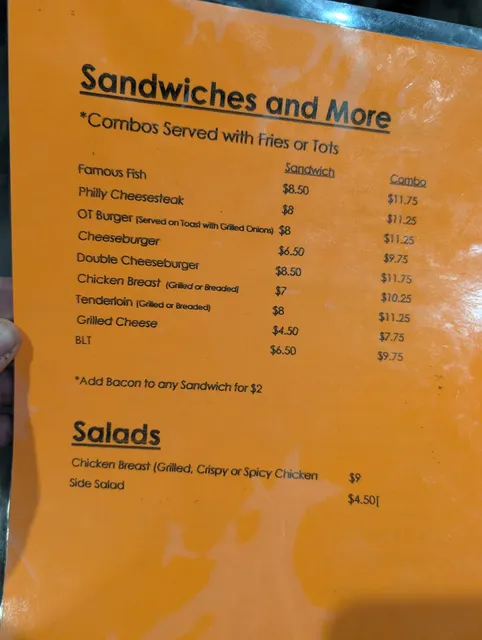 Sandwiches and More
*Combos Served with Fries or Tots
Sandwich Combo
Famous Fish $8.50 $11.75
Philly Cheesesteak $8 $11.25
OT Burger (Served on Toast with Grilled Onions) $8 $11.25
Cheeseburger $6.50 $9.75
Double Cheeseburger $8.50 $11.75
Chicken Breast (Grilled or Breaded) $7 $10.25
Tenderloin (Grilled or Breaded) $8 $11.25
Grilled Cheese $4.50 $7.75
BLT $6.50 $9.75
*Add Bacon to any Sandwich for $2
Salads
Chicken Breast (Grilled, Crispy or Spicy Chicken $9
Side Salad $4.50[